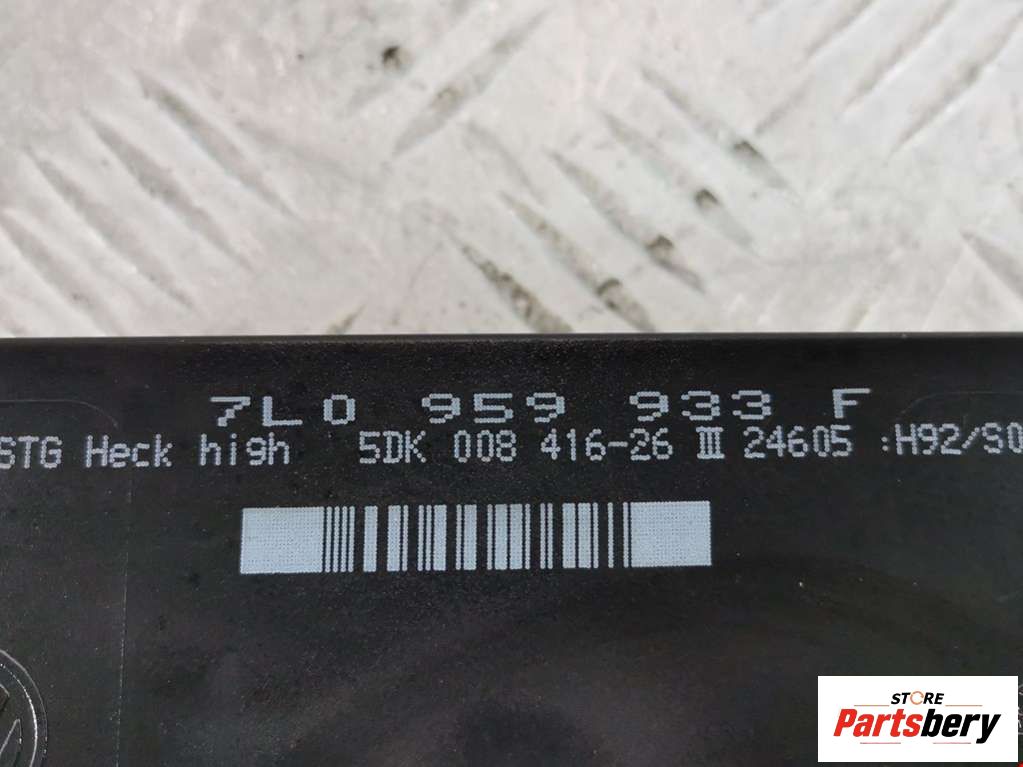 7L0 959 933 F
STG Heck high 5DK 008 416-26 III 24605 :H92/S0
STORE
Partsbery